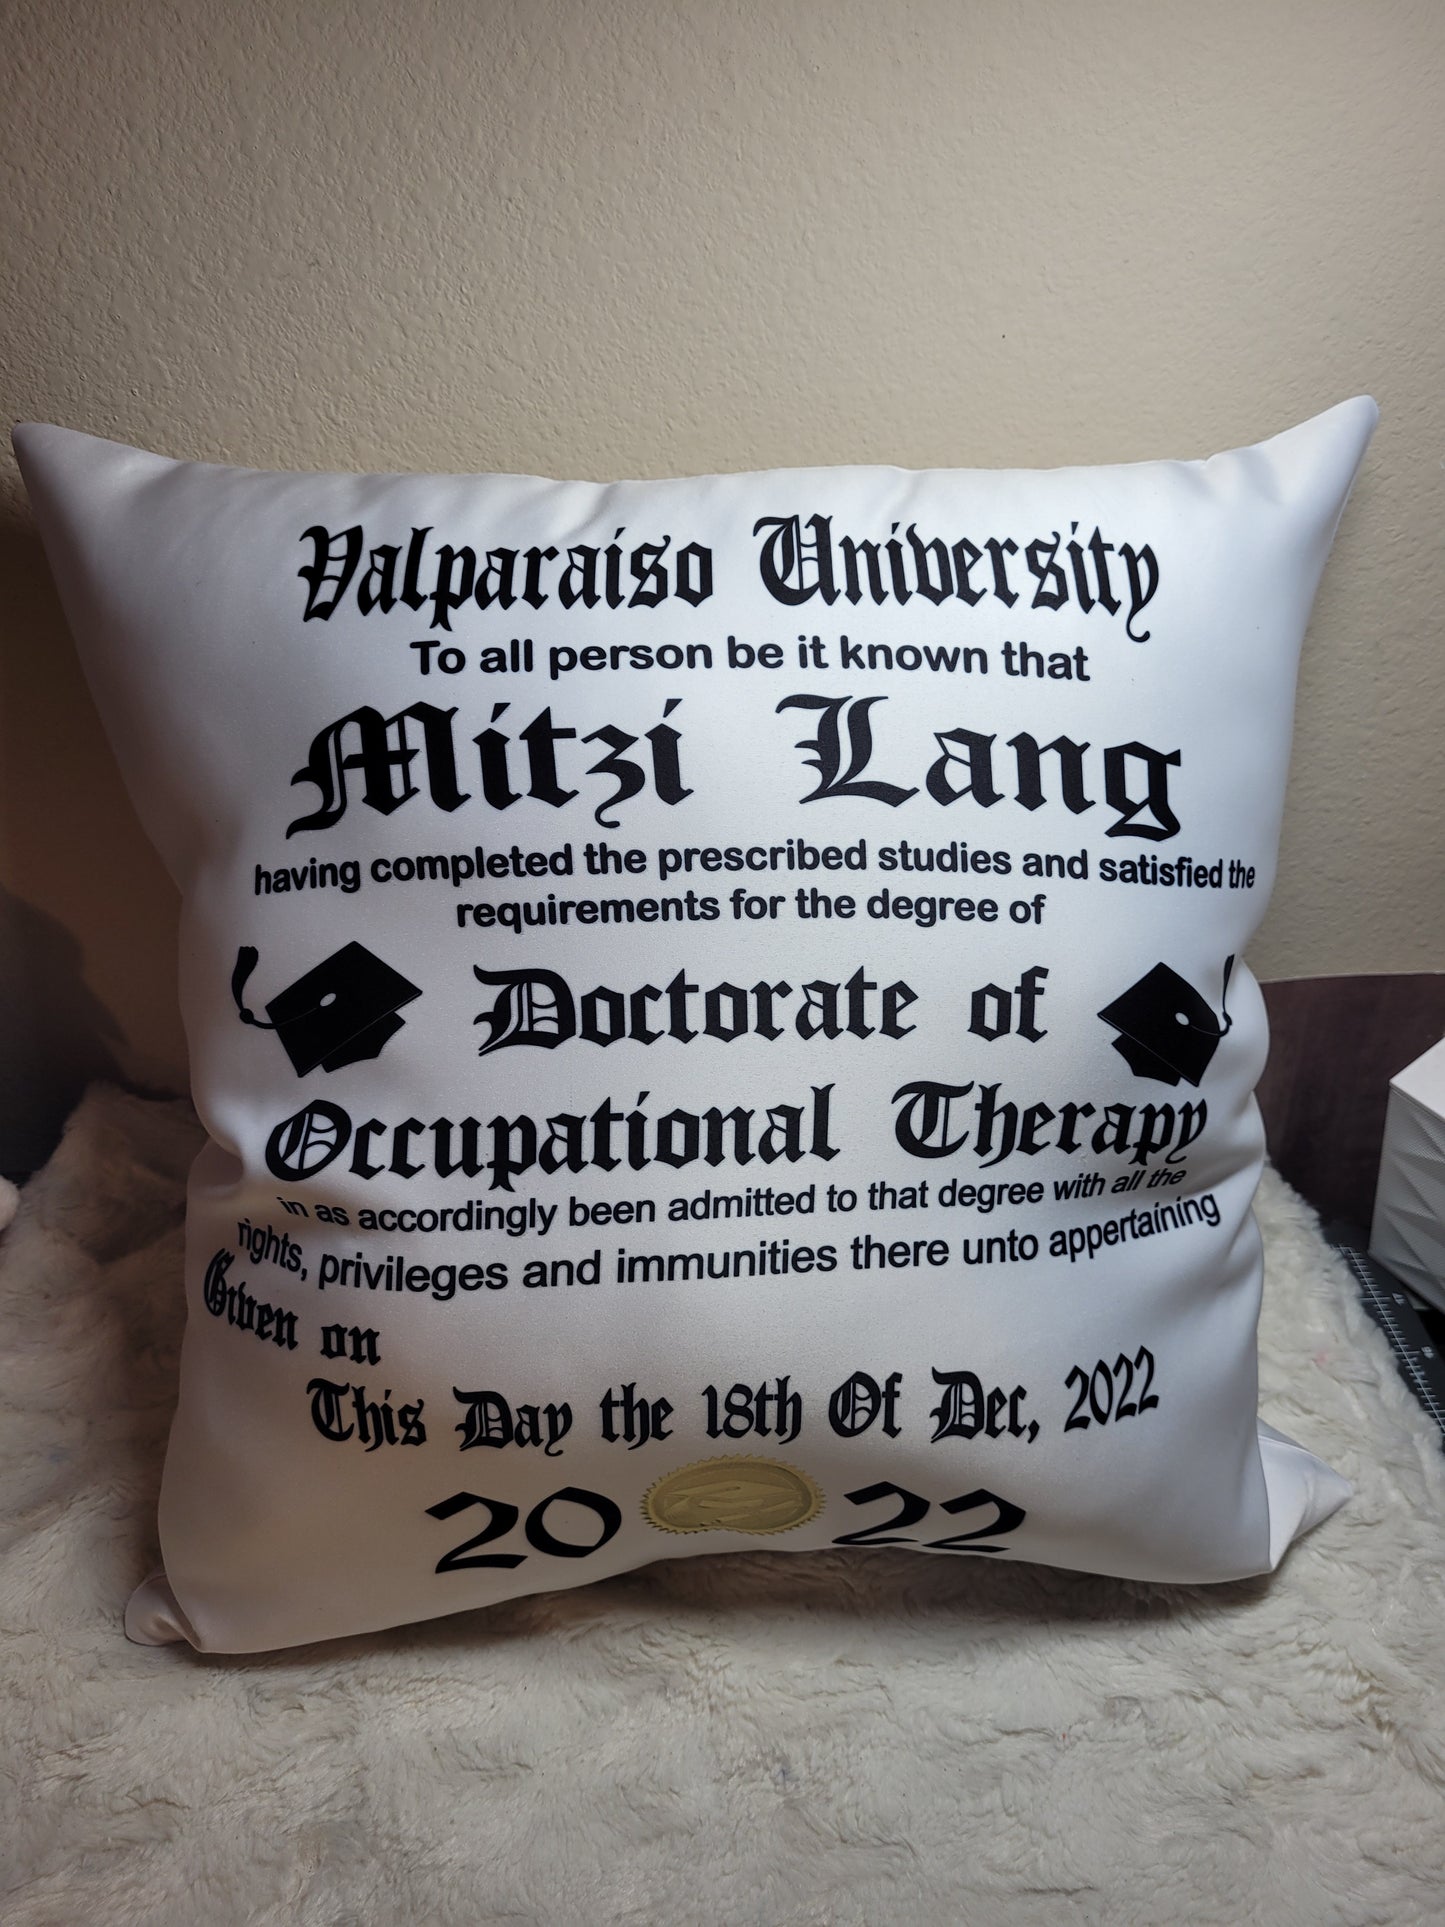 Valparaiso University
To all person be it known that
Mitzi Lang
having completed the prescribed studies and satisfied the
requirements for the degree of
Doctorate of
Occupational Therapy
in as accordingly been admitted to that degree with all the
rights, privileges and immunities there unto appertaining
Given on
This Day the 18th Of Dec, 2022
20 22